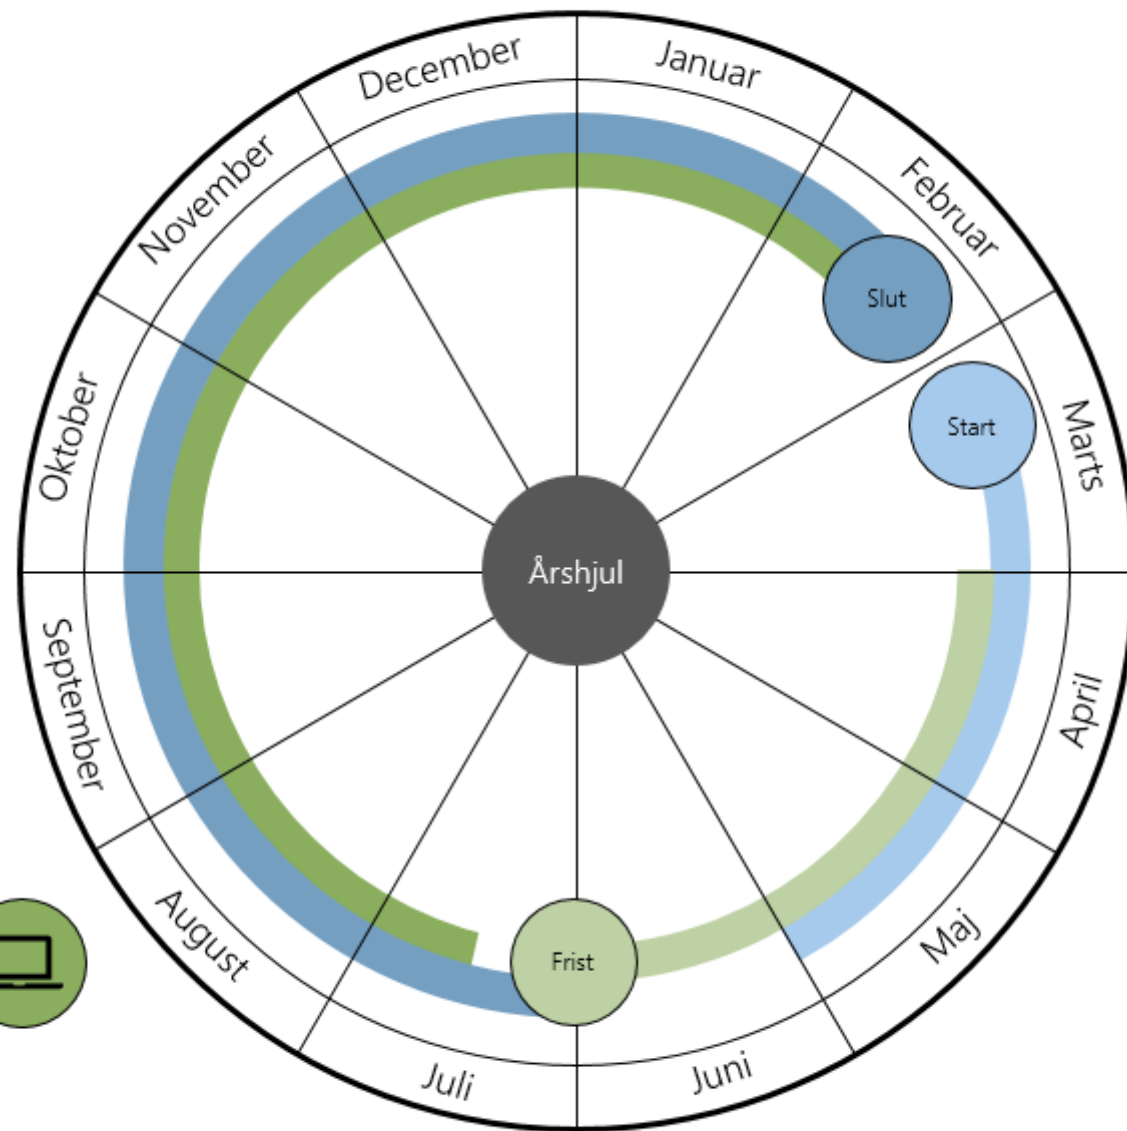 Januar
Februar
Marts
April
Maj
Juni
Juli
August
September
Oktober
November
December
Slut
Start
Frist
Årshjul